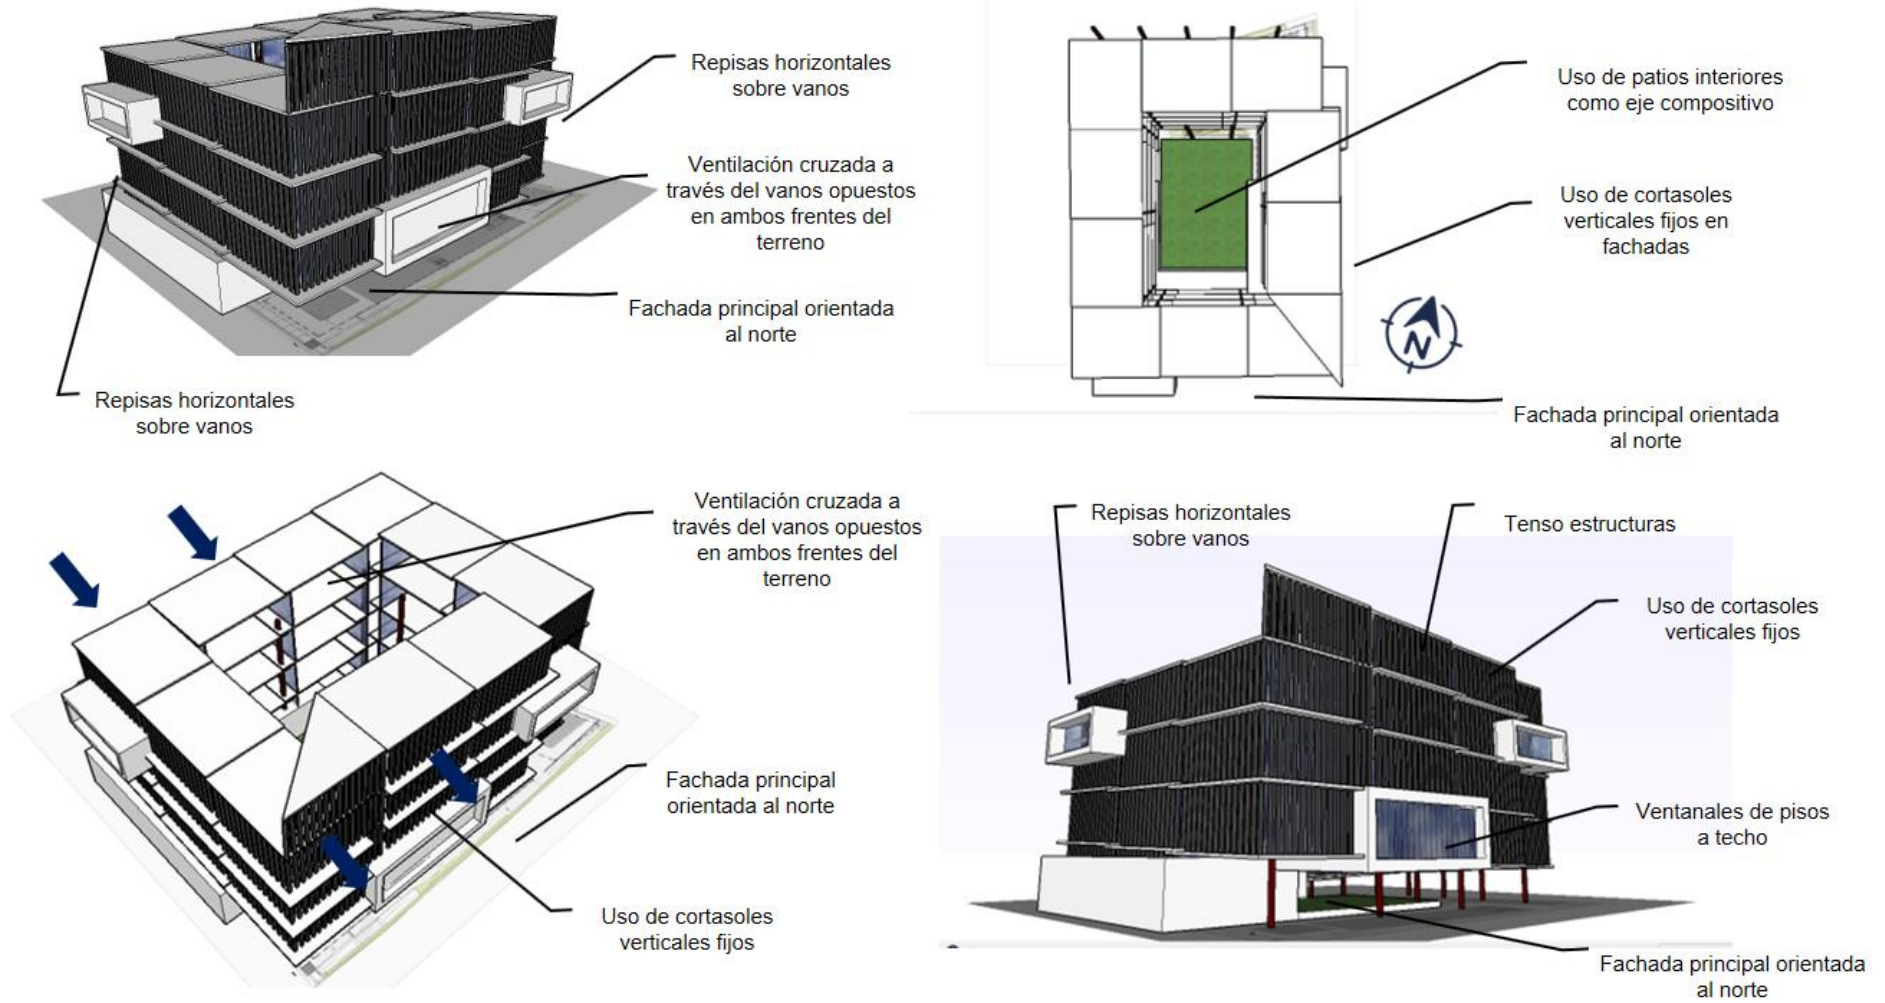 Repisas horizontales
sobre vanos
Ventilación cruzada a
través del vanos opuestos
en ambos frentes del
terreno
Fachada principal orientada
al norte
Repisas horizontales
sobre vanos
Uso de patios interiores
como eje compositivo
Uso de cortasoles
verticales fijos en
fachadas
N
Fachada principal orientada
al norte
Ventilación cruzada a
través del vanos opuestos
en ambos frentes del
terreno
Fachada principal
orientada al norte
Uso de cortasoles
verticales fijos
Repisas horizontales
sobre vanos
Tenso estructuras
Uso de cortasoles
verticales fijos
Ventanales de pisos
a techo
Fachada principal orientada
al norte